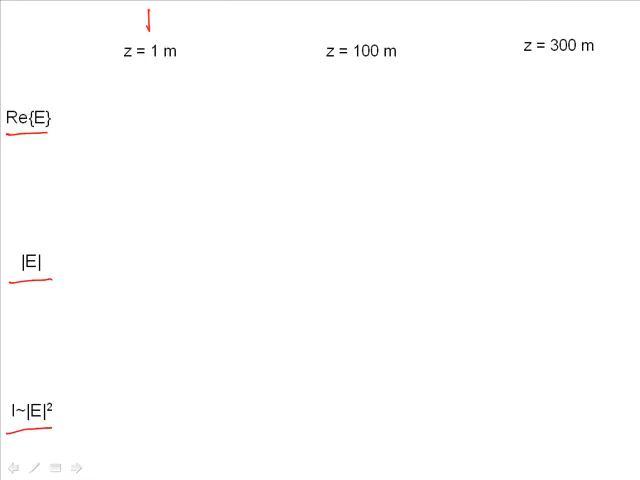 z = 1 m
z = 100 m
z = 300 m
Re{E}
|E|
I~|E|²